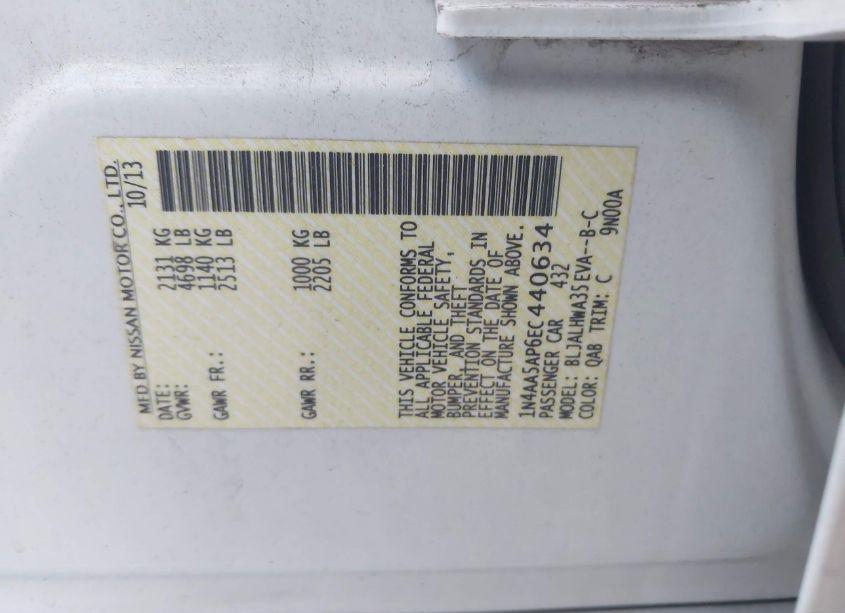 MFD BY NISSAN MOTOR CO., LTD.
DATE: 10/13
GVWR: 2131 KG
4698 LB
GAWR FR.: 1140 KG
2513 LB
GAWR RR.: 1000 KG
2205 LB
THIS VEHICLE CONFORMS TO
ALL APPLICABLE FEDERAL
MOTOR VEHICLE SAFETY,
BUMPER, AND THEFT
PREVENTION STANDARDS IN
EFFECT ON THE DATE OF
MANUFACTURE SHOWN ABOVE.
1N4AA5AP6EC440634
PASSENGER CAR 432
MODEL: BLJALHWA35EVA--B-C
COLOR: QAB TRIM: C 9N00A